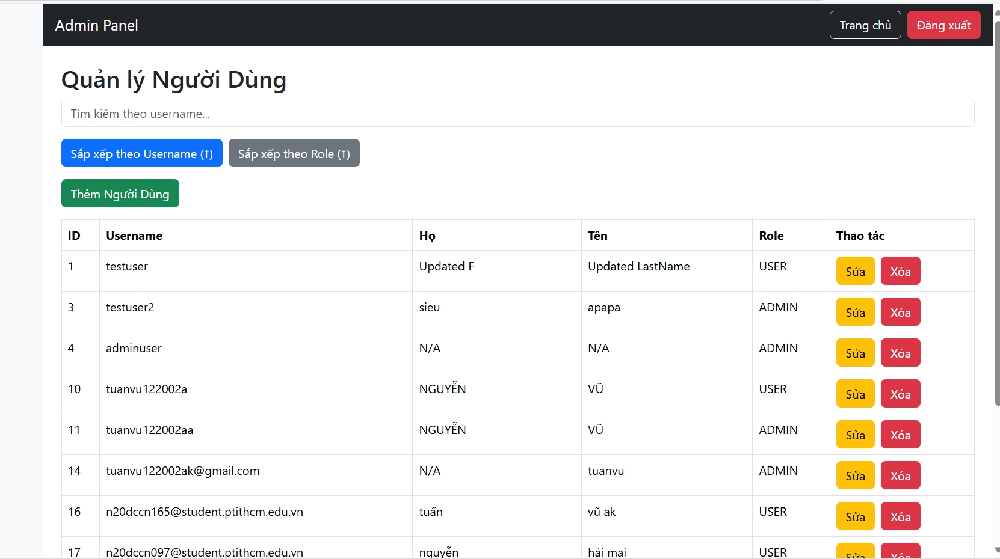 Admin Panel Trang chủ Đăng xuất
Quản lý Người Dùng
Tìm kiếm theo username...
Sắp xếp theo Username (↑) Sắp xếp theo Role (↑)
Thêm Người Dùng
ID Username Họ Tên Role Thao tác
1 testuser Updated F Updated LastName USER Sửa Xóa
3 testuser2 sieu apapa ADMIN Sửa Xóa
4 adminuser N/A N/A ADMIN Sửa Xóa
10 tuanvu122002a NGUYỄN VŨ USER Sửa Xóa
11 tuanvu122002aa NGUYỄN VŨ ADMIN Sửa Xóa
14 tuanvu122002ak@gmail.com N/A tuanvu ADMIN Sửa Xóa
16 n20dccn165@student.ptithcm.edu.vn tuấn vũ ak USER Sửa Xóa
17 n20dccn097@student.ptithcm.edu.vn nguyễn hải mai USER Sửa Xóa